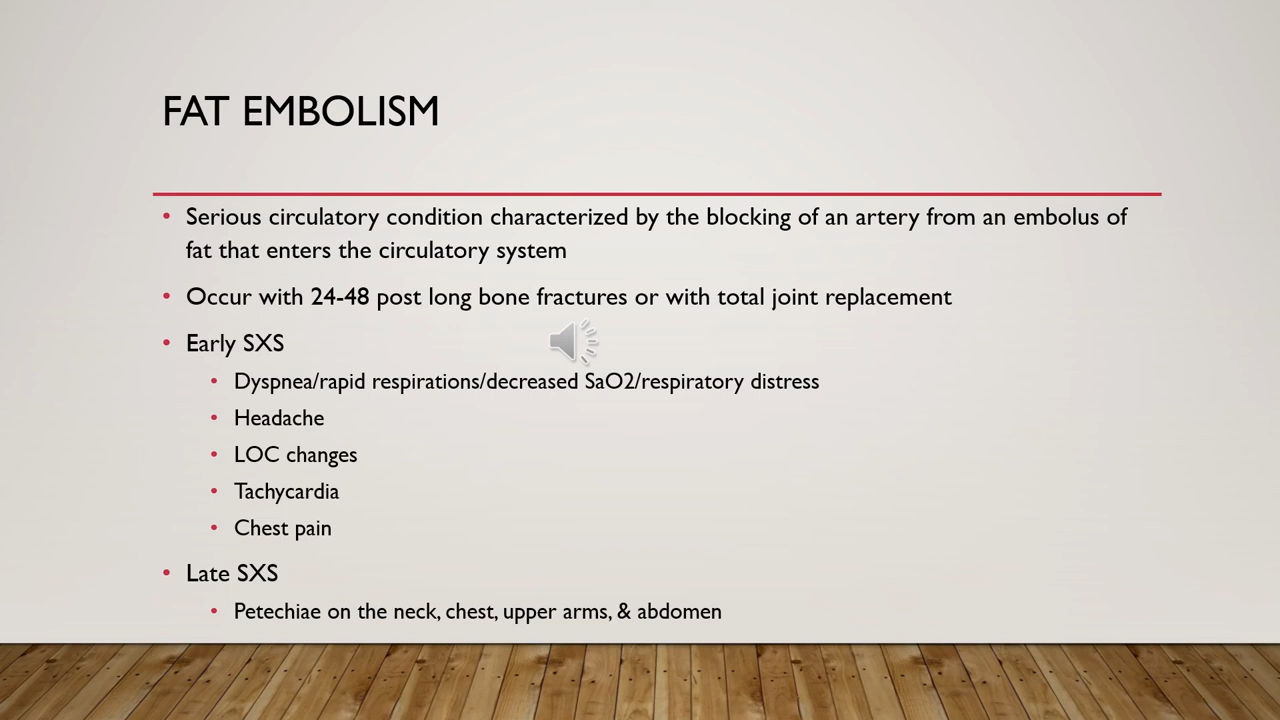 FAT EMBOLISM
• Serious circulatory condition characterized by the blocking of an artery from an embolus of
fat that enters the circulatory system
• Occur with 24-48 post long bone fractures or with total joint replacement
• Early SXS
• Dyspnea/rapid respirations/decreased SaO2/respiratory distress
• Headache
• LOC changes
• Tachycardia
• Chest pain
• Late SXS
• Petechiae on the neck, chest, upper arms, & abdomen